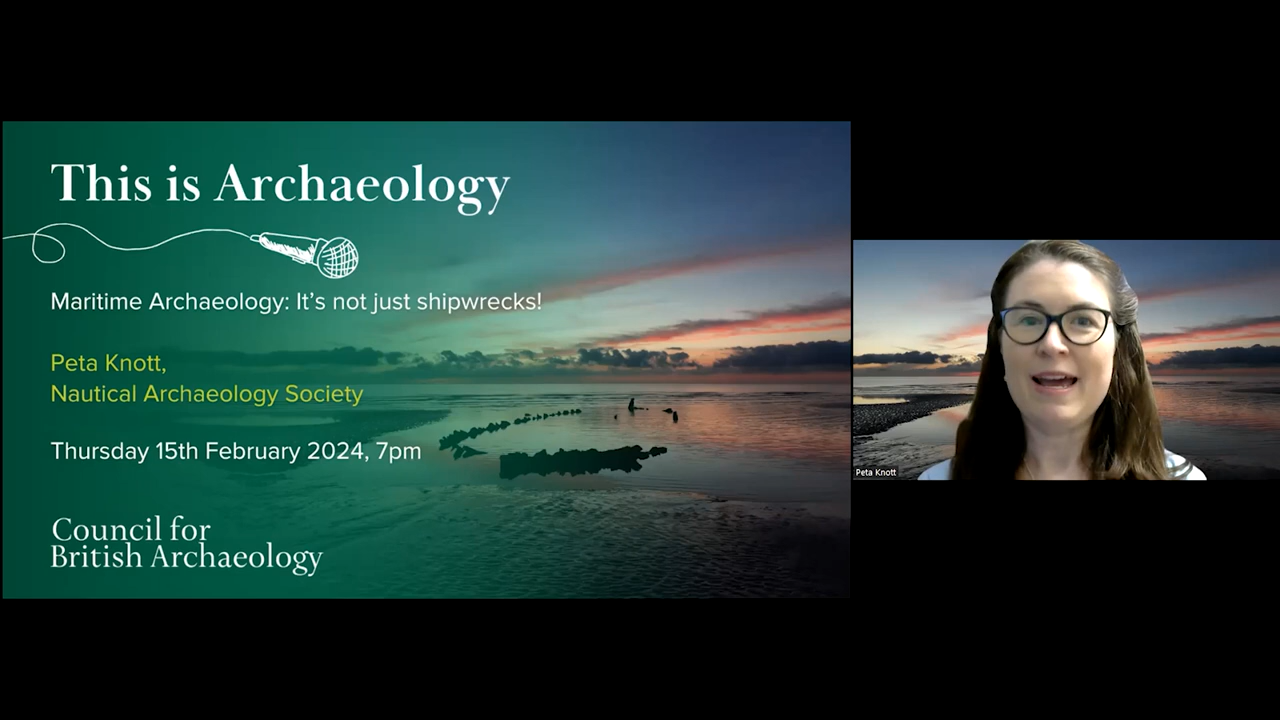 This is Archaeology
Maritime Archaeology: It's not just shipwrecks!
Peta Knott,
Nautical Archaeology Society
Thursday 15th February 2024, 7pm
Council for
British Archaeology
Peta Knott